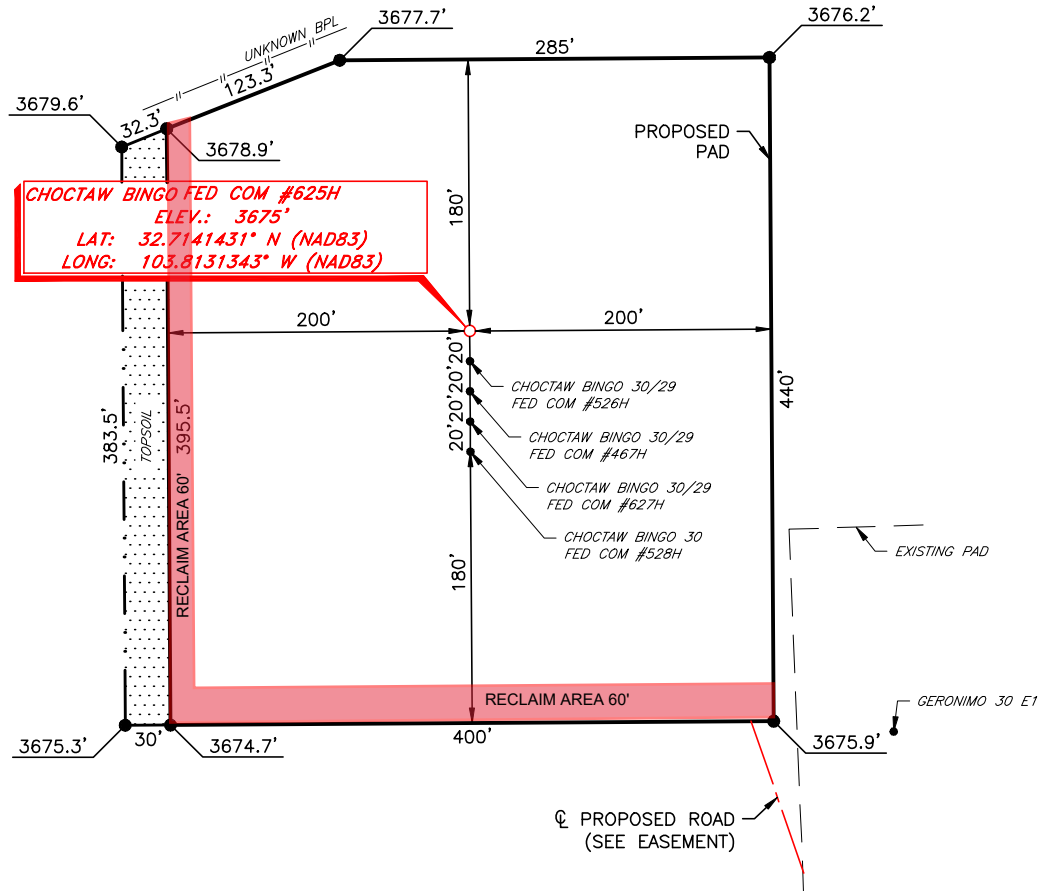 3677.7'
3676.2'
UNKNOWN BPL
285'
123.3'
3679.6'
32.3'
3678.9'
PROPOSED
PAD
180'
CHOCTAW BINGO FED COM #625H
ELEV.: 3675'
LAT: 32.7141431° N (NAD83)
LONG: 103.8131343° W (NAD83)
200'
200'
20'
20'
20'
20'
CHOCTAW BINGO 30/29
FED COM #526H
440'
383.5'
TOPSOIL
395.5'
CHOCTAW BINGO 30/29
FED COM #467H
CHOCTAW BINGO 30/29
FED COM #627H
RECLAIM AREA 60'
CHOCTAW BINGO 30
FED COM #528H
EXISTING PAD
180'
RECLAIM AREA 60'
GERONIMO 30 E1
3675.3'
30'
3674.7'
400'
3675.9'
℄ PROPOSED ROAD
(SEE EASEMENT)